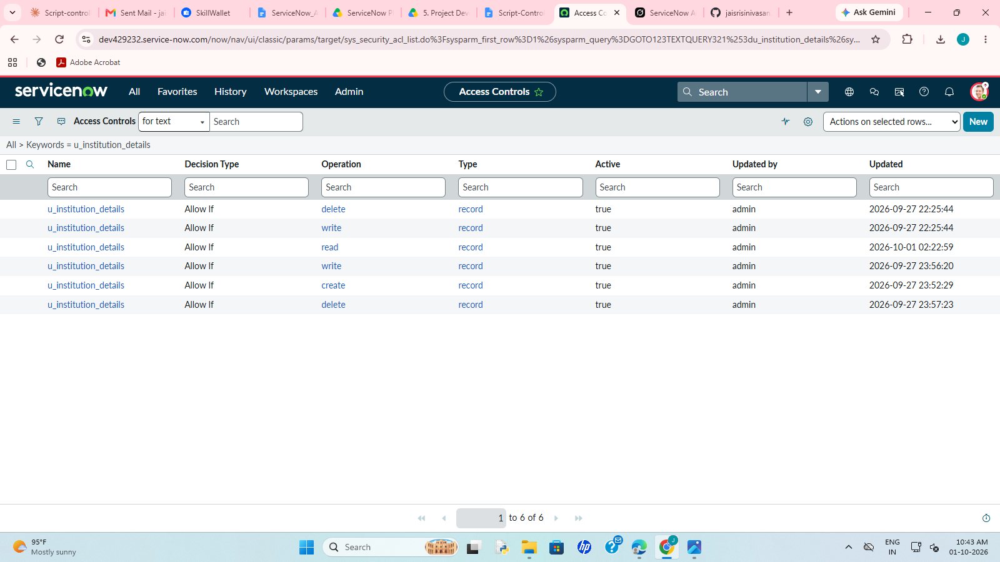 Script-control
Sent Mail - jai
SkillWallet
ServiceNow_A
ServiceNow P
5. Project Dev
Script-Control
Access Co
ServiceNow A
jaisrisinivasan
Ask Gemini
dev429232.service-now.com/now/nav/ui/classic/params/target/sys_security_acl_list.do%3Fsysparm_first_row%3D1%26sysparm_query%3DGOTO123TEXTQUERY321%253du_institution_details%26sy...
J
Adobe Acrobat
servicenow
All
Favorites
History
Workspaces
Admin
Access Controls
Search
Access Controls
for text
Search
Actions on selected rows...
New
All > Keywords = u_institution_details
Name Decision Type Operation Type Active Updated by Updated
Search Search Search Search Search Search Search
u_institution_details Allow If delete record true admin 2026-09-27 22:25:44
u_institution_details Allow If write record true admin 2026-09-27 22:25:44
u_institution_details Allow If read record true admin 2026-10-01 02:22:59
u_institution_details Allow If write record true admin 2026-09-27 23:56:20
u_institution_details Allow If create record true admin 2026-09-27 23:52:29
u_institution_details Allow If delete record true admin 2026-09-27 23:57:23
1 to 6 of 6
95°F
Mostly sunny
Search
hp
J
ENG
IN
10:43 AM
01-10-2026